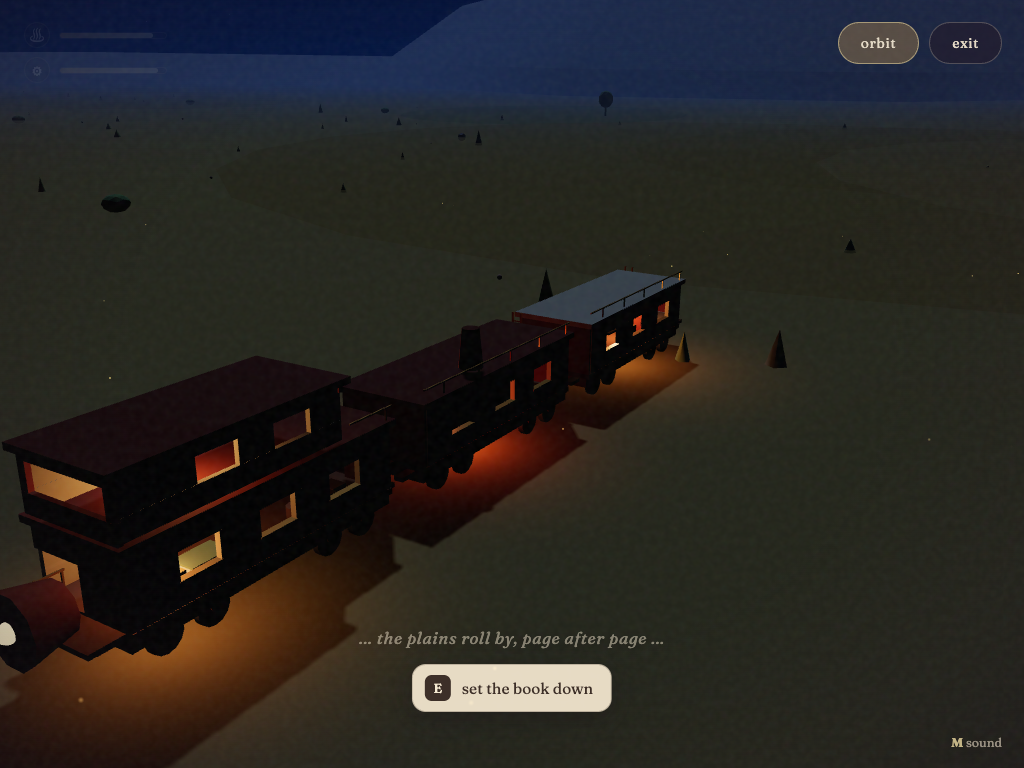 orbit
exit
... the plains roll by, page after page ...
E set the book down
M sound